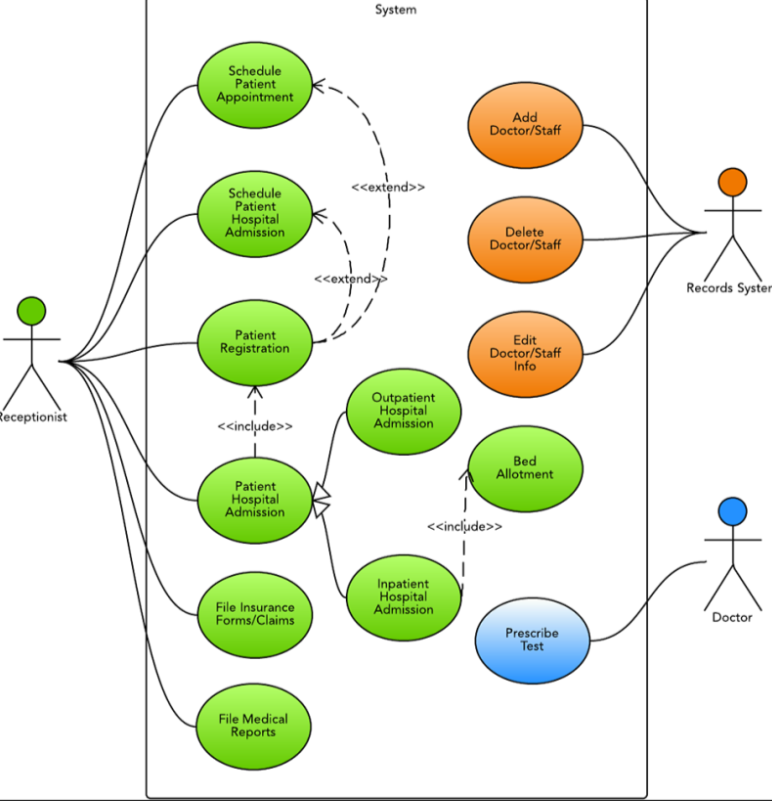 System
Schedule
Patient
Appointment
Add
Doctor/Staff
<<extend>>
Schedule
Patient
Hospital
Admission
Delete
Doctor/Staff
<<extend>>
Records Syster
Patient
Registration
Edit
Doctor/Staff
Info
Receptionist
Outpatient
Hospital
Admission
<<include>>
Bed
Allotment
Patient
Hospital
Admission
<<include>>
Inpatient
Hospital
Admission
File Insurance
Forms/Claims
Doctor
Prescribe
Test
File Medical
Reports